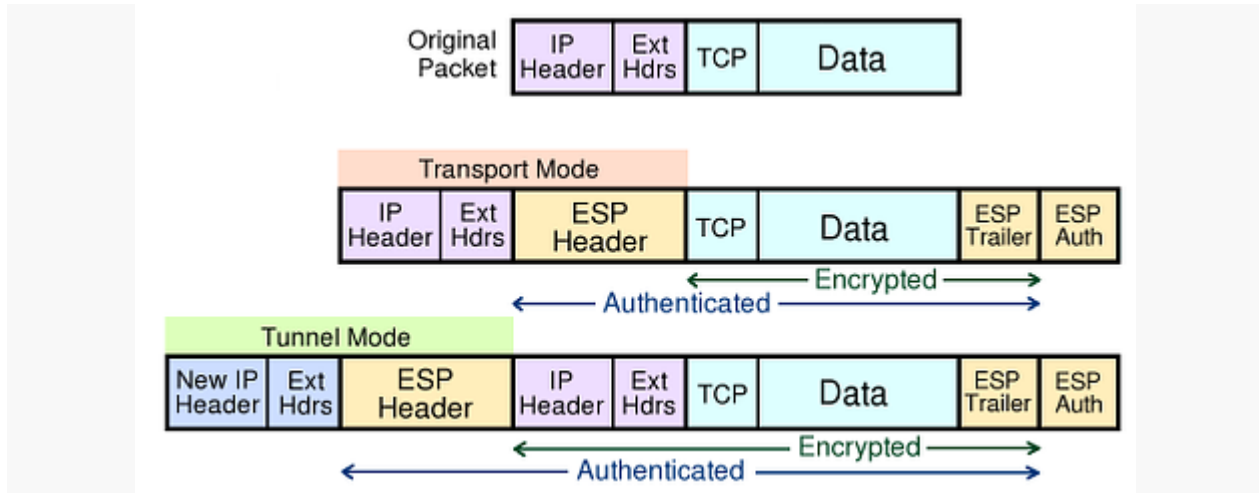 Original
Packet
IP
Header
Ext
Hdrs
TCP
Data
Transport Mode
IP
Header
Ext
Hdrs
ESP
Header
TCP
Data
ESP
Trailer
ESP
Auth
Encrypted
Authenticated
Tunnel Mode
New IP
Header
Ext
Hdrs
ESP
Header
IP
Header
Ext
Hdrs
TCP
Data
ESP
Trailer
ESP
Auth
Encrypted
Authenticated